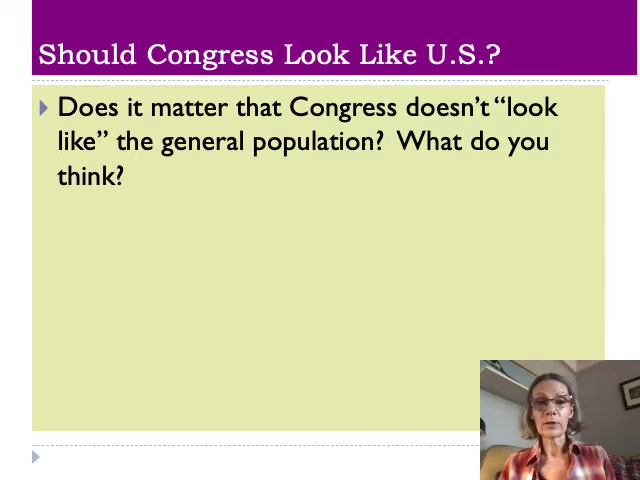 Should Congress Look Like U.S.?
Does it matter that Congress doesn’t “look
like” the general population?  What do you
think?